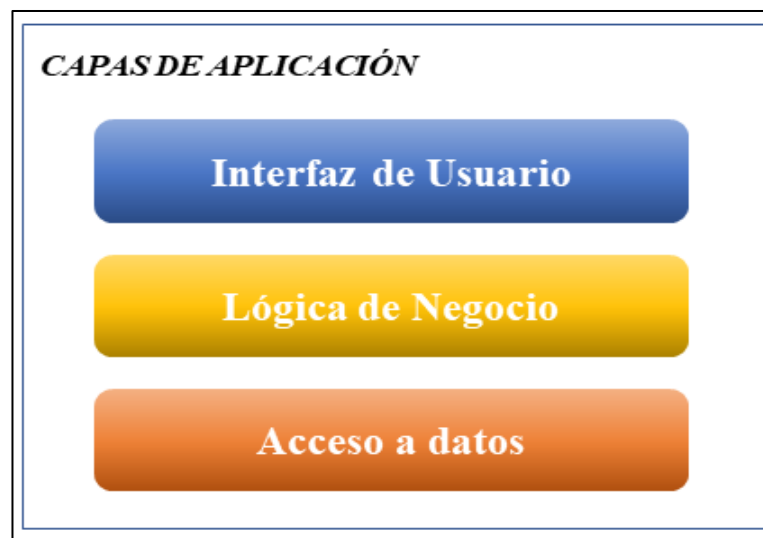 CAPAS DE APLICACIÓN
Interfaz de Usuario
Lógica de Negocio
Acceso a datos